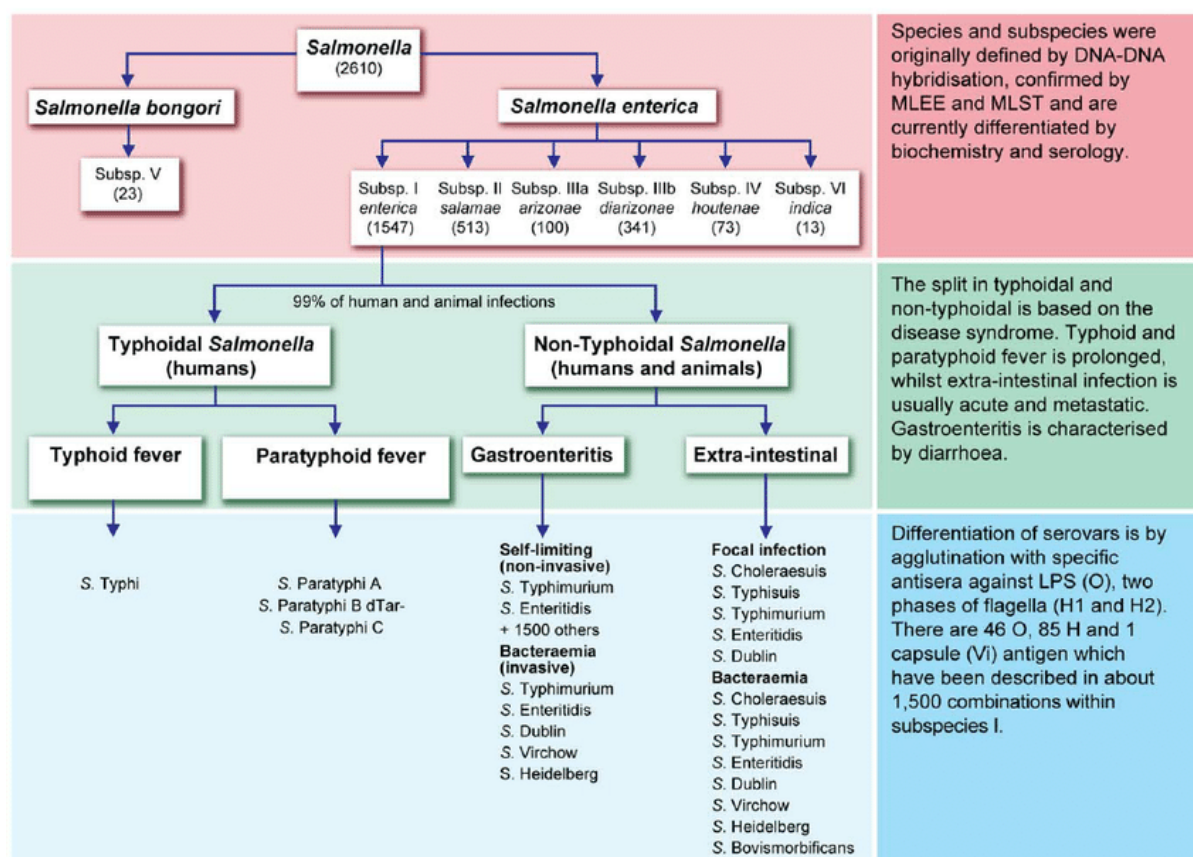 Salmonella
(2610)
Salmonella bongori
Salmonella enterica
Subsp. V
(23)
Subsp. I
enterica
(1547)
Subsp. II
salamae
(513)
Subsp. IIIa
arizonae
(100)
Subsp. IIIb
diarizonae
(341)
Subsp. IV
houtenae
(73)
Subsp. VI
indica
(13)
Species and subspecies were
originally defined by DNA-DNA
hybridisation, confirmed by
MLEE and MLST and are
currently differentiated by
biochemistry and serology.
99% of human and animal infections
Typhoidal Salmonella
(humans)
Non-Typhoidal Salmonella
(humans and animals)
Typhoid fever
Paratyphoid fever
Gastroenteritis
Extra-intestinal
The split in typhoidal and
non-typhoidal is based on the
disease syndrome. Typhoid and
paratyphoid fever is prolonged,
whilst extra-intestinal infection is
usually acute and metastatic.
Gastroenteritis is characterised
by diarrhoea.
S. Typhi
S. Paratyphi A
S. Paratyphi B dTar-
S. Paratyphi C
Self-limiting
(non-invasive)
S. Typhimurium
S. Enteritidis
+ 1500 others
Bacteraemia
(invasive)
S. Typhimurium
S. Enteritidis
S. Dublin
S. Virchow
S. Heidelberg
Focal infection
S. Choleraesuis
S. Typhisuis
S. Typhimurium
S. Enteritidis
S. Dublin
Bacteraemia
S. Choleraesuis
S. Typhisuis
S. Typhimurium
S. Enteritidis
S. Dublin
S. Virchow
S. Heidelberg
S. Bovismorbificans
Differentiation of serovars is by
agglutination with specific
antisera against LPS (O), two
phases of flagella (H1 and H2).
There are 46 O, 85 H and 1
capsule (Vi) antigen which
have been described in about
1,500 combinations within
subspecies I.